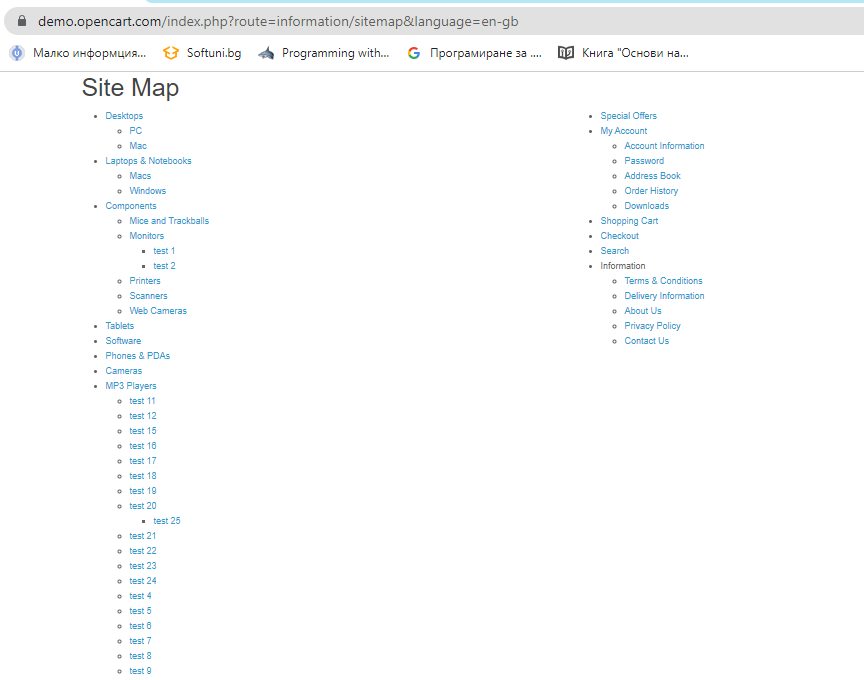 demo.opencart.com/index.php?route=information/sitemap&language=en-gb
Малко информция... Softuni.bg Programming with... Програмиране за .... Книга "Основи на...
Site Map
Desktops
PC
Mac
Laptops & Notebooks
Macs
Windows
Components
Mice and Trackballs
Monitors
test 1
test 2
Printers
Scanners
Web Cameras
Tablets
Software
Phones & PDAs
Cameras
MP3 Players
test 11
test 12
test 15
test 16
test 17
test 18
test 19
test 20
test 25
test 21
test 22
test 23
test 24
test 4
test 5
test 6
test 7
test 8
test 9
Special Offers
My Account
Account Information
Password
Address Book
Order History
Downloads
Shopping Cart
Checkout
Search
Information
Terms & Conditions
Delivery Information
About Us
Privacy Policy
Contact Us